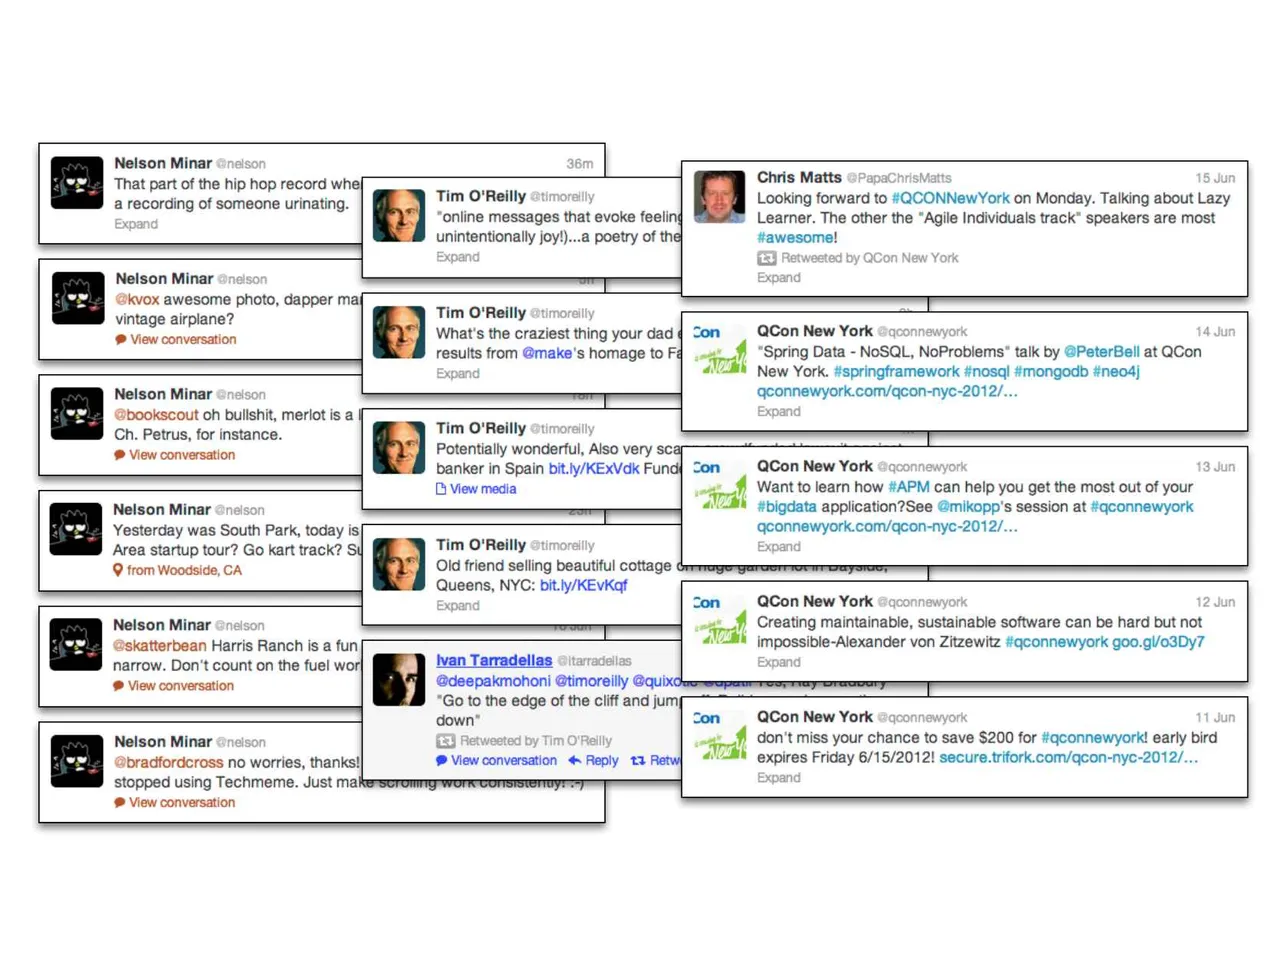 Nelson Minar @nelson 36m
That part of the hip hop record
a recording of someone urinating.
Expand
Nelson Minar @nelson
@kvox awesome photo, dapper
vintage airplane?
View conversation
Nelson Minar @nelson
@bookscout oh bullshit, merlot is a
Ch. Petrus, for instance.
View conversation
Nelson Minar @nelson
Yesterday was South Park, today is
Area startup tour? Go kart track?
from Woodside, CA
Nelson Minar @nelson
@skatterbean Harris Ranch is a fun
narrow. Don't count on the fuel
View conversation
Nelson Minar @nelson
@bradfordcross no worries, thanks!
stopped using Techmeme. Just make scrolling work consistently! :-)
View conversation
Tim O'Reilly @timoreilly
"online messages that evoke
unintentionally joy!)...a poetry of
Expand
Tim O'Reilly @timoreilly
What's the craziest thing your dad
results from @make's homage to
Expand
Tim O'Reilly @timoreilly
Potentially wonderful, Also very
banker in Spain bit.ly/KExVdk
View media
Tim O'Reilly @timoreilly
Old friend selling beautiful cottage on huge garden lot in Bayside,
Queens, NYC: bit.ly/KEvKqf
Expand
Ivan Tarradellas @itarradellas
@deepakmohoni @timoreilly Yes, Ray Bradbury
"Go to the edge of the cliff and
down"
Retweeted by Tim O'Reilly
View conversation Reply
Chris Matts @PapaChrisMatts 15 Jun
Looking forward to #QCONNewYork on Monday. Talking about Lazy
Learner. The other the "Agile Individuals track" speakers are most
#awesome!
Retweeted by QCon New York
Expand
QCon New York @qconnewyork 14 Jun
"Spring Data - NoSQL, NoProblems" talk by @PeterBell at QCon
New York. #springframework #nosql #mongodb #neo4j
qconnewyork.com/qcon-nyc-2012/…
Expand
QCon New York @qconnewyork 13 Jun
Want to learn how #APM can help you get the most out of your
#bigdata application?See @mikopp's session at #qconnewyork
qconnewyork.com/qcon-nyc-2012/…
Expand
QCon New York @qconnewyork 12 Jun
Creating maintainable, sustainable software can be hard but not
impossible-Alexander von Zitzewitz #qconnewyork goo.gl/o3Dy7
Expand
QCon New York @qconnewyork 11 Jun
don't miss your chance to save $200 for #qconnewyork! early bird
expires Friday 6/15/2012! secure.trifork.com/qcon-nyc-2012/…
Expand